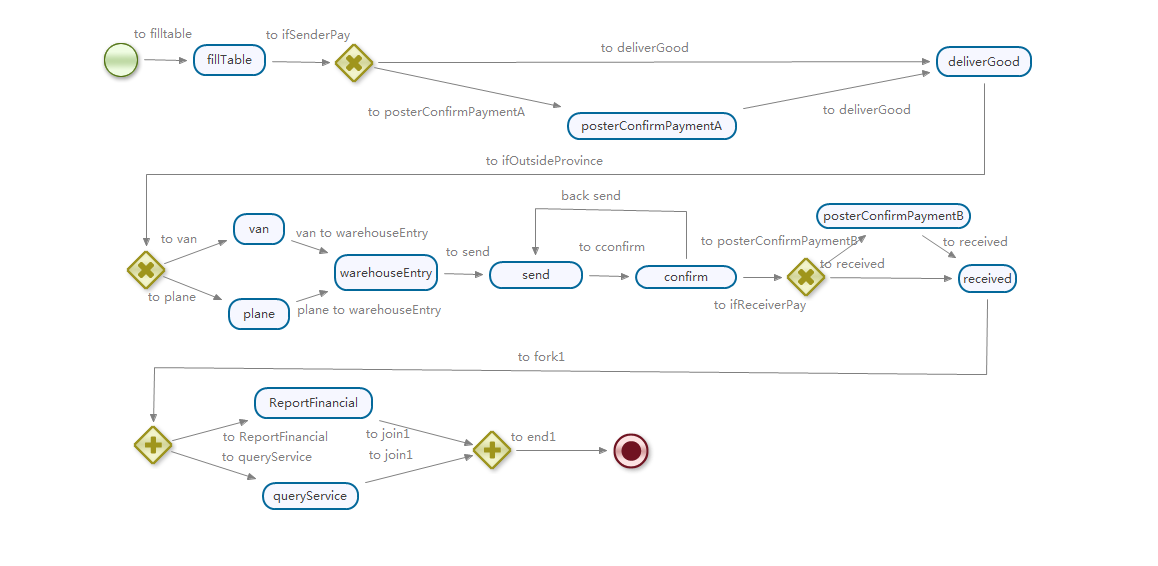 to filltable
to ifSenderPay
to deliverGood
fillTable
deliverGood
to posterConfirmPaymentA
to deliverGood
posterConfirmPaymentA
to ifOutsideProvince
back send
posterConfirmPaymentB
to van
van
van to warehouseEntry
to send
to cconfirm
to posterConfirmPaymentB
to received
warehouseEntry
send
confirm
to received
received
to plane
plane
plane to warehouseEntry
to ifReceiverPay
to fork1
ReportFinancial
to ReportFinancial
to join1
to end1
to queryService
to join1
queryService